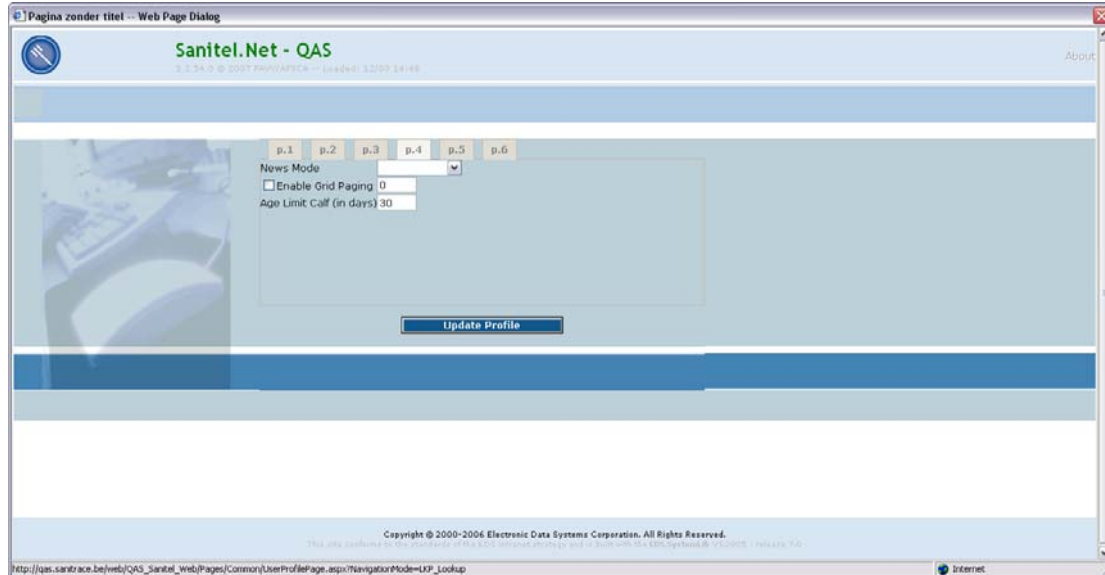 Pagina zonder titel -- Web Page Dialog
Sanitel.Net - QAS
About
p.1 p.2 p.3 p.4 p.5 p.6
News Mode
Enable Grid Paging 0
Age Limit Calf (in days) 30
Update Profile
Copyright © 2000-2006 Electronic Data Systems Corporation. All Rights Reserved.
http://qas.sanitrace.be/web/QAS_Sanitel_Web/Pages/Common/UserProfilePage.aspx?NavigationMode=LKP_Lookup Internet